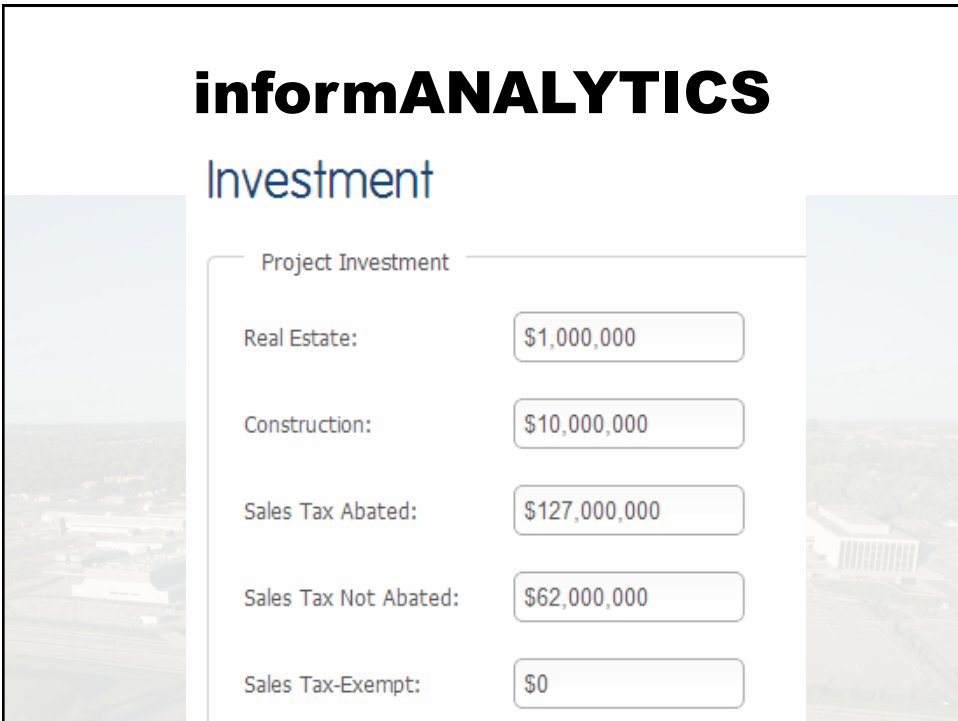 informANALYTICS
Investment
Project Investment
Real Estate: $1,000,000
Construction: $10,000,000
Sales Tax Abated: $127,000,000
Sales Tax Not Abated: $62,000,000
Sales Tax-Exempt: $0